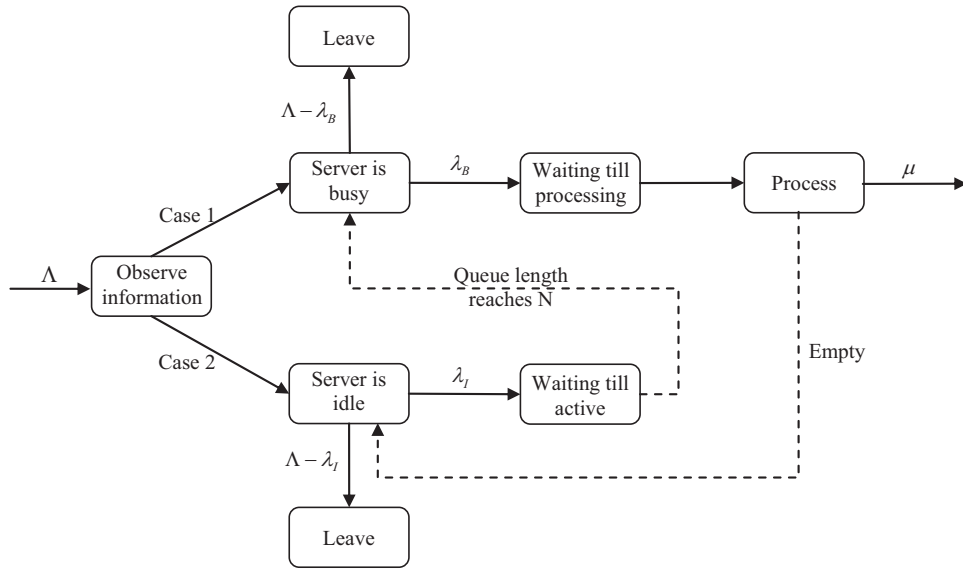 Leave
Λ − λ_B
Server is
busy
λ_B
Waiting till
processing
Process
μ
Case 1
Λ
Observe
information
Queue length
reaches N
Case 2
Empty
Server is
idle
λ_I
Waiting till
active
Λ − λ_I
Leave